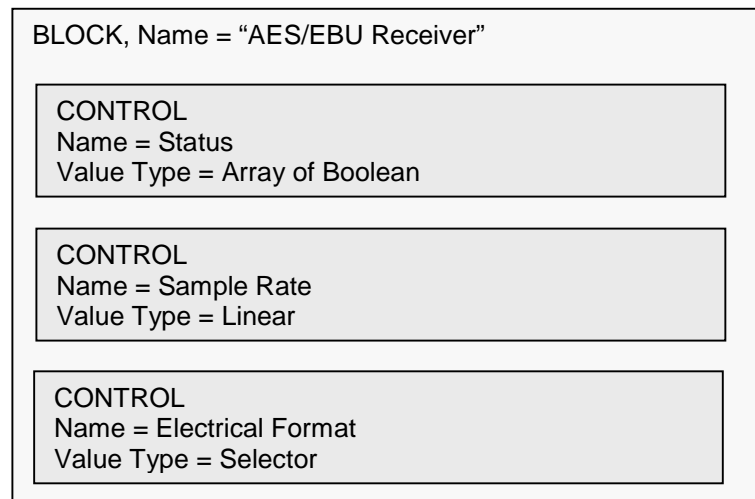 BLOCK, Name = “AES/EBU Receiver”
CONTROL
Name = Status
Value Type = Array of Boolean
CONTROL
Name = Sample Rate
Value Type = Linear
CONTROL
Name = Electrical Format
Value Type = Selector